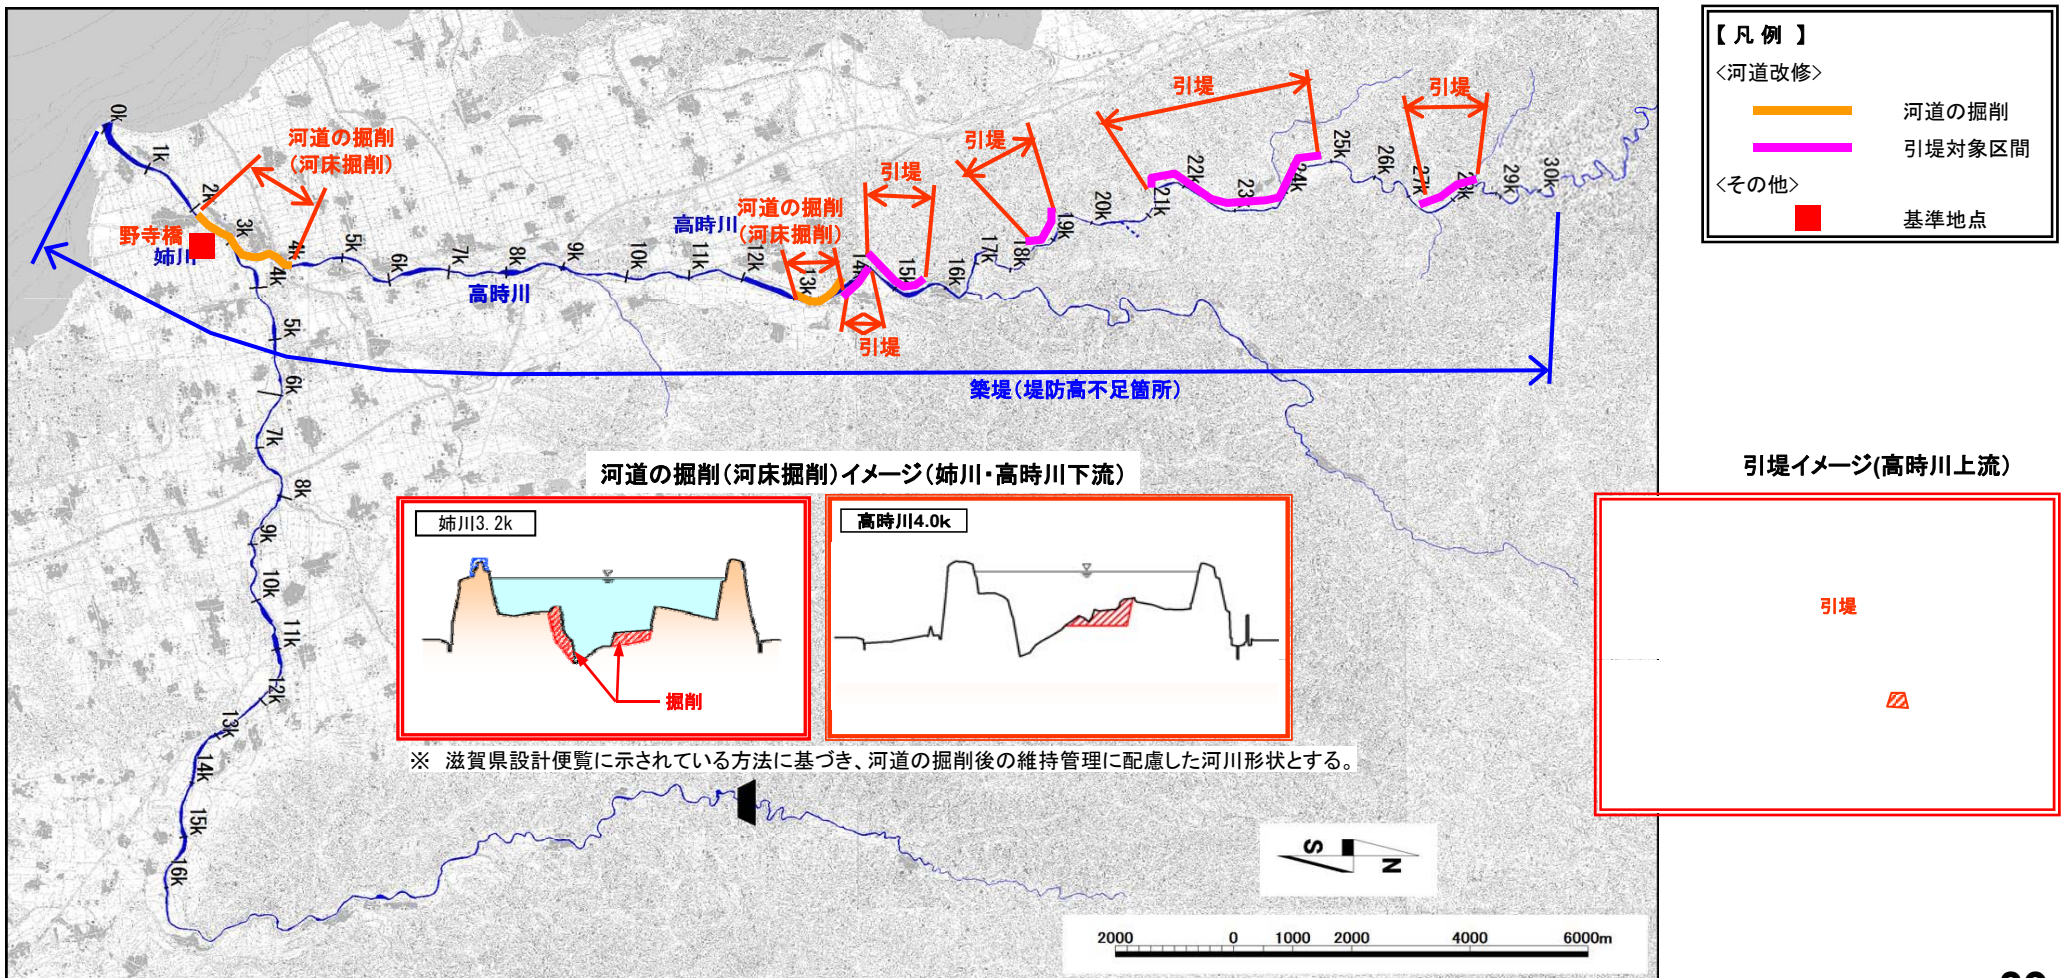 【 凡 例 】
<河道改修>
河道の掘削
引堤対象区間
<その他>
基準地点
0k
1k
2k
3k
4k
河道の掘削
(河床掘削)
野寺橋
姉川
4k
5k
6k
7k
8k
9k
10k
11k
12k
13k
14k
15k
16k
17k
18k
19k
20k
21k
22k
23k
24k
25k
26k
27k
28k
29k
30k
高時川
高時川
河道の掘削
(河床掘削)
引堤
引堤
引堤
引堤
引堤
5k
6k
7k
8k
9k
10k
11k
12k
13k
14k
15k
16k
築堤(堤防高不足箇所)
河道の掘削(河床掘削)イメージ(姉川・高時川下流)
姉川3.2k
掘削
高時川4.0k
※ 滋賀県設計便覧に示されている方法に基づき、河道の掘削後の維持管理に配慮した河川形状とする。
引堤イメージ(高時川上流)
引堤
S
N
2000 0 1000 2000 4000 6000m